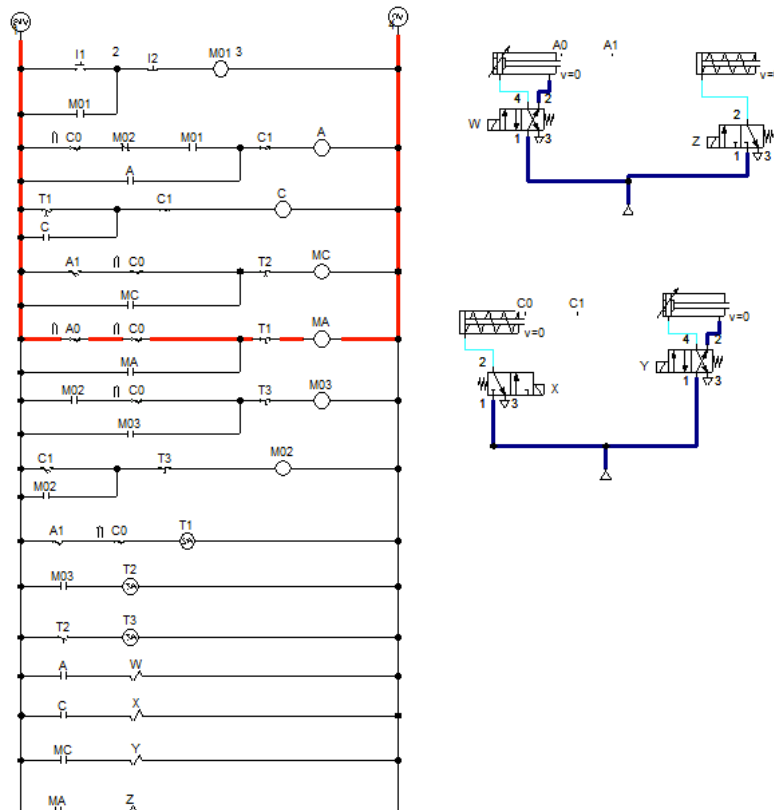 24V 0V
1 4
I1 2 I2 M01 3
M01
C0 M02 M01 C1 A
A
T1 C1 C
C
A1 C0 T2 MC
MC
A0 C0 T1 MA
MA
M02 C0 T3 M03
M03
C1 T3 M02
M02
A1 C0 T1
M03 T2
T2 T3
A W
C X
MC Y
MA Z
A0 A1
v=0 v=
4 2 2
W 1 3 Z 1 3
C0 C1
v=0 v=0
2 4 2
1 3 X Y 1 3